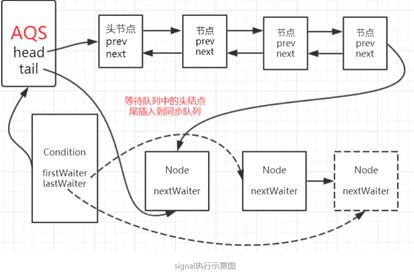 AQS
head
tail
头节点
prev
next
节点
prev
next
节点
prev
next
节点
prev
next
等待队列中的头结点
尾插入到同步队列
Condition
firstWaiter
lastWaiter
Node
nextWaiter
Node
nextWaiter
Node
nextWaiter
signal执行示意图